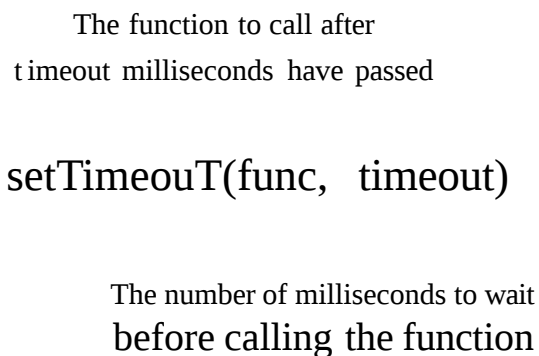 The function to call after
timeout milliseconds have passed
setTimeouT(func, timeout)
The number of milliseconds to wait
before calling the function